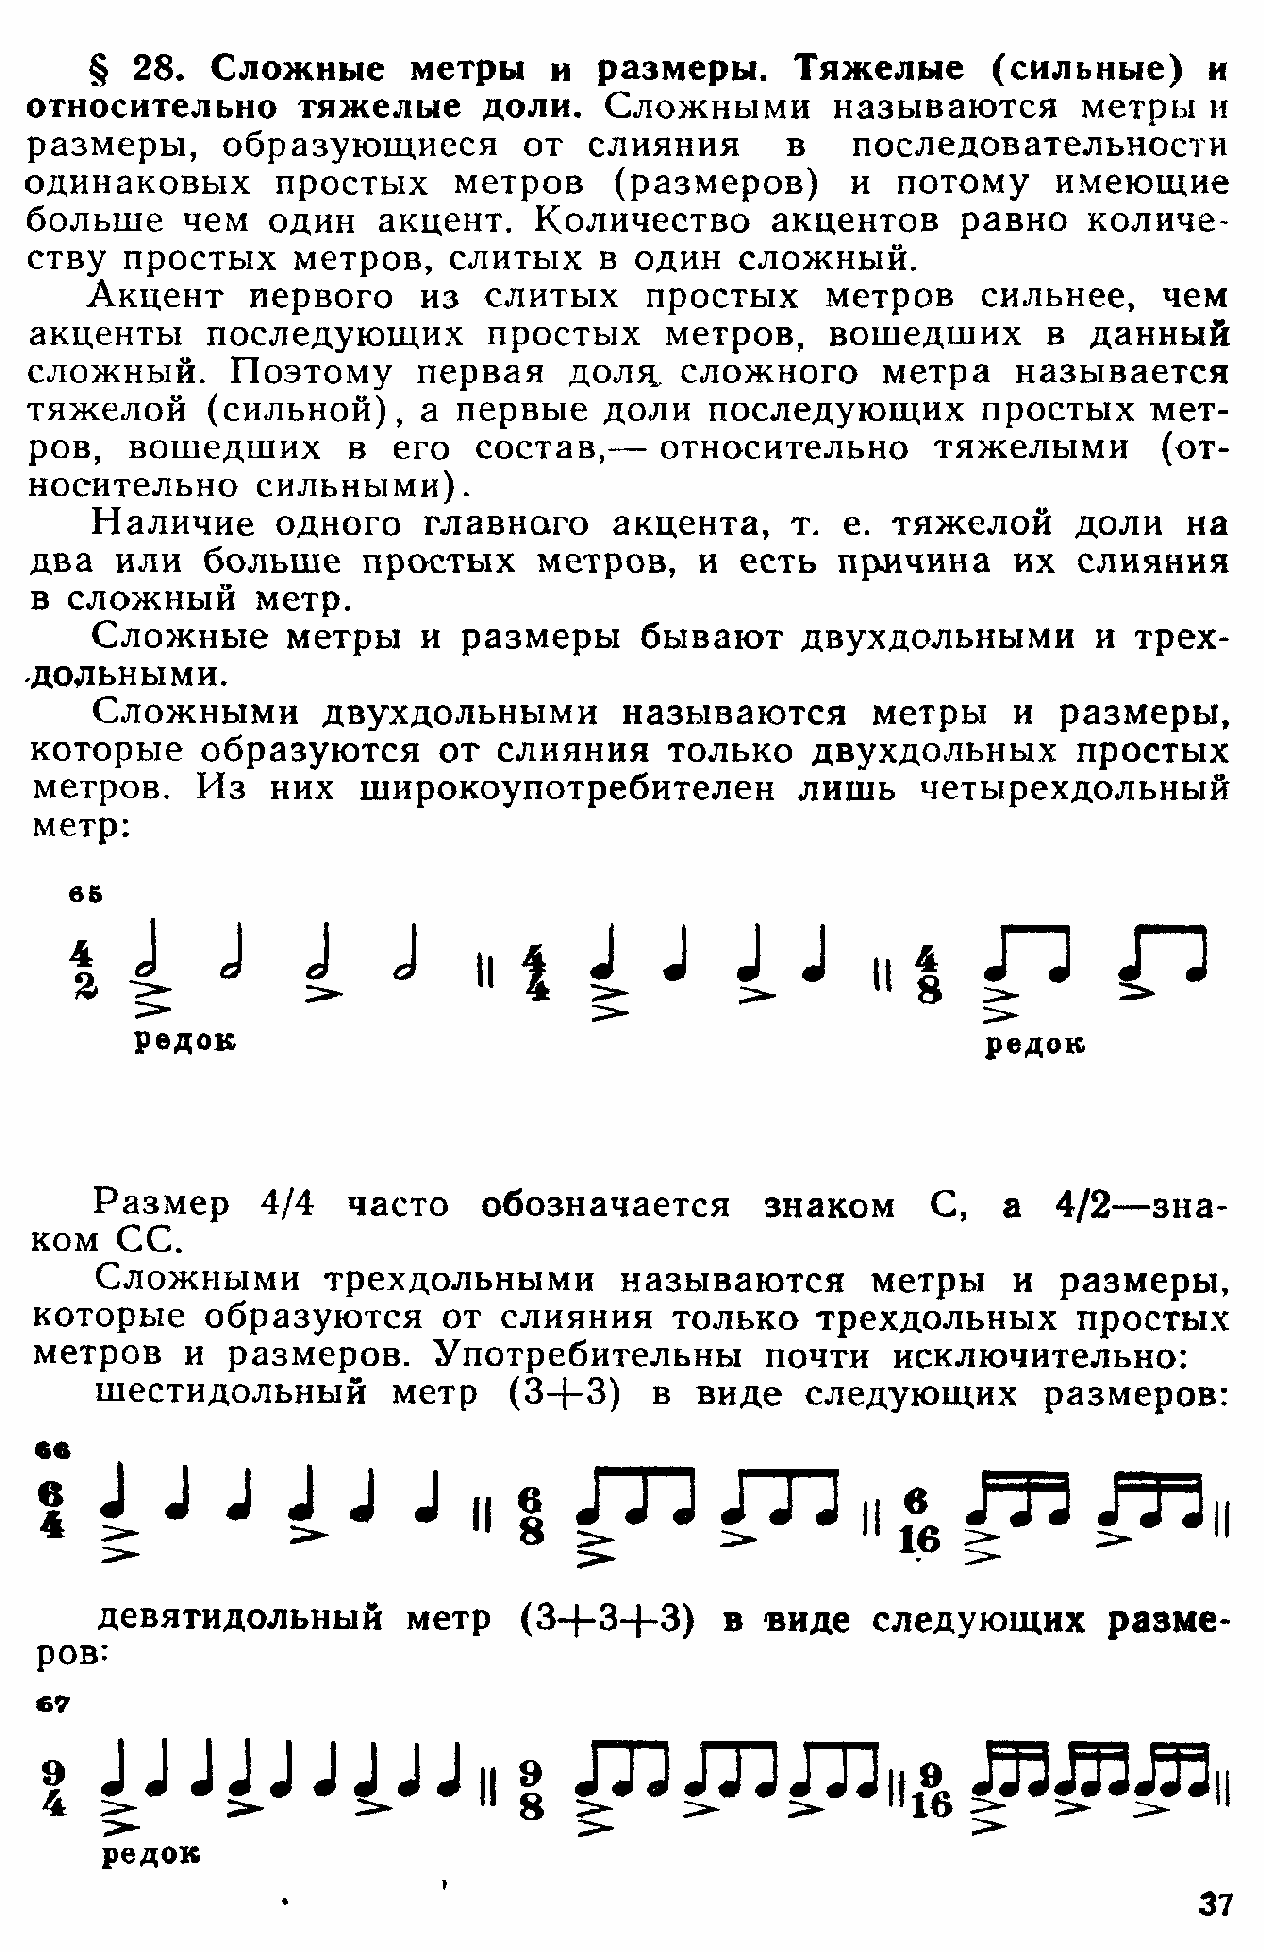 § 28. Сложные метры и размеры. Тяжелые (сильные) и
относительно тяжелые доли. Сложными называются метры и
размеры, образующиеся от слияния в последовательности
одинаковых простых метров (размеров) и потому имеющие
больше чем один акцент. Количество акцентов равно количе-
ству простых метров, слитых в один сложный.
Акцент первого из слитых простых метров сильнее, чем
акценты последующих простых метров, вошедших в данный
сложный. Поэтому первая доля сложного метра называется
тяжелой (сильной), а первые доли последующих простых мет-
ров, вошедших в его состав,— относительно тяжелыми (от-
носительно сильными).
Наличие одного главного акцента, т. е. тяжелой доли на
два или больше простых метров, и есть причина их слияния
в сложный метр.
Сложные метры и размеры бывают двухдольными и трех-
дольными.
Сложными двухдольными называются метры и размеры,
которые образуются от слияния только двухдольных простых
метров. Из них широкоупотребителен лишь четырехдольный
метр:
65
4 4 4
2 4 8
редок редок
Размер 4/4 часто обозначается знаком С, а 4/2—зна-
ком СС.
Сложными трехдольными называются метры и размеры,
которые образуются от слияния только трехдольных простых
метров и размеров. Употребительны почти исключительно:
шестидольный метр (3+3) в виде следующих размеров:
66
6 6 6
4 8 16
девятидольный метр (3+3+3) в виде следующих разме-
ров:
67
9 9 9
4 8 16
редок
37